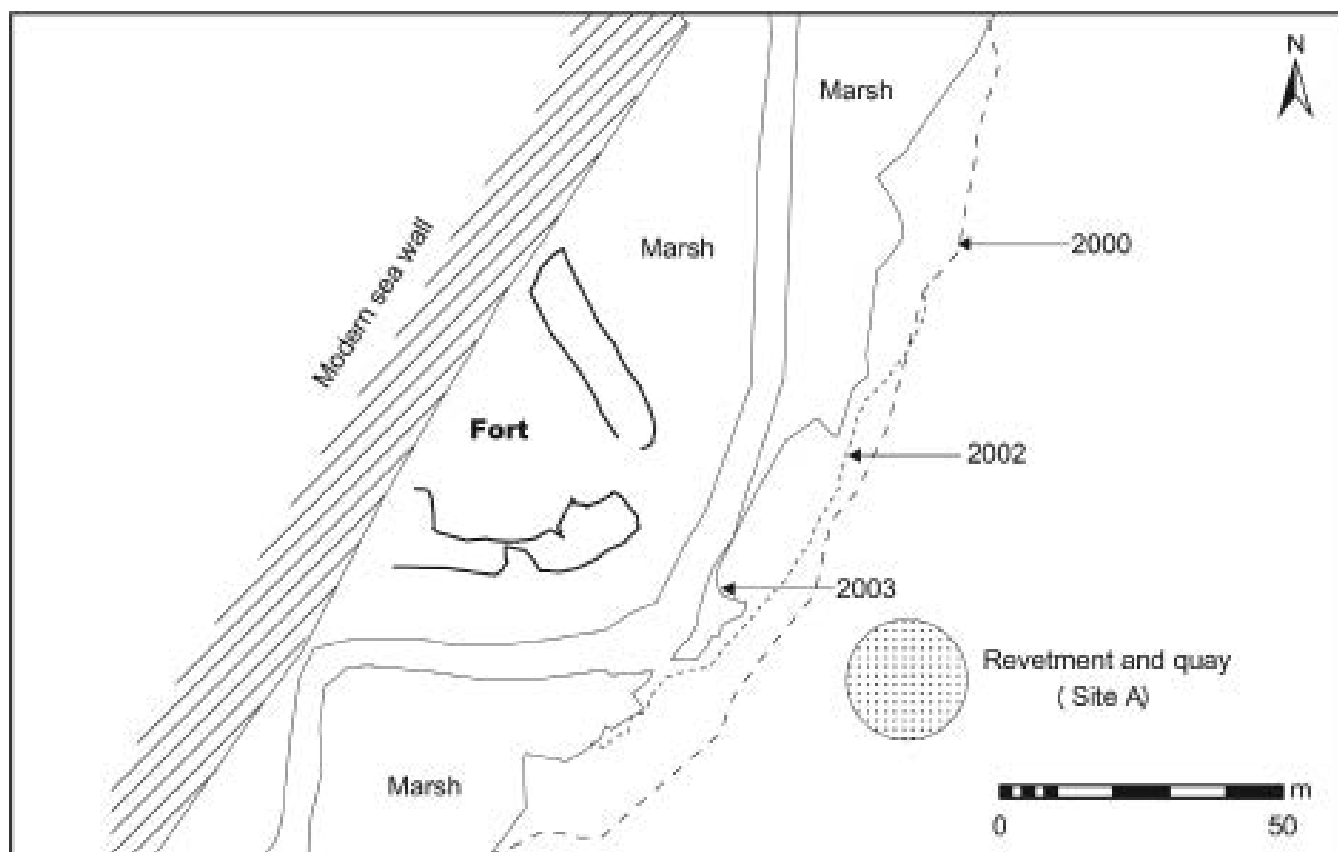 N
Marsh
2000
Modern sea wall
Marsh
Fort
2002
2003
Revetment and quay
( Site A)
Marsh
m
0
50